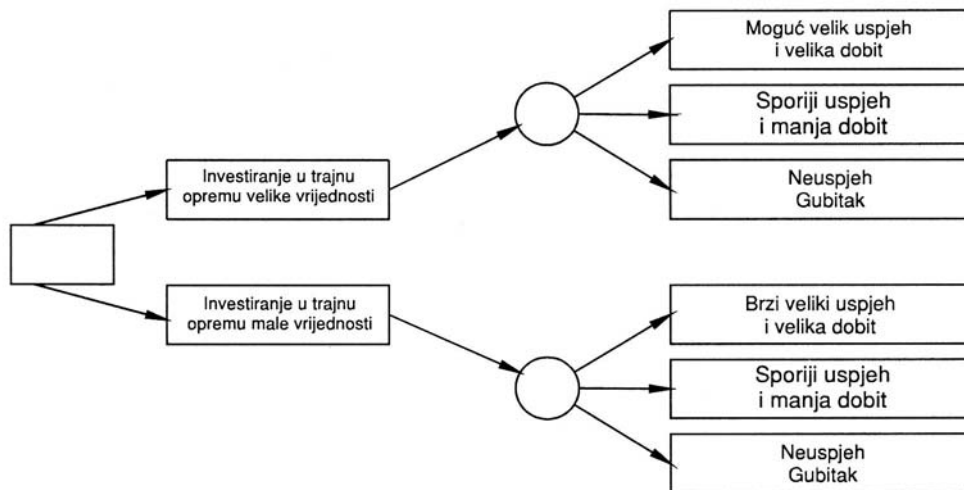 Moguć velik uspjeh
i velika dobit
Sporiji uspjeh
i manja dobit
Investiranje u trajnu
opremu velike vrijednosti
Neuspjeh
Gubitak
Investiranje u trajnu
opremu male vrijednosti
Brzi veliki uspjeh
i velika dobit
Sporiji uspjeh
i manja dobit
Neuspjeh
Gubitak